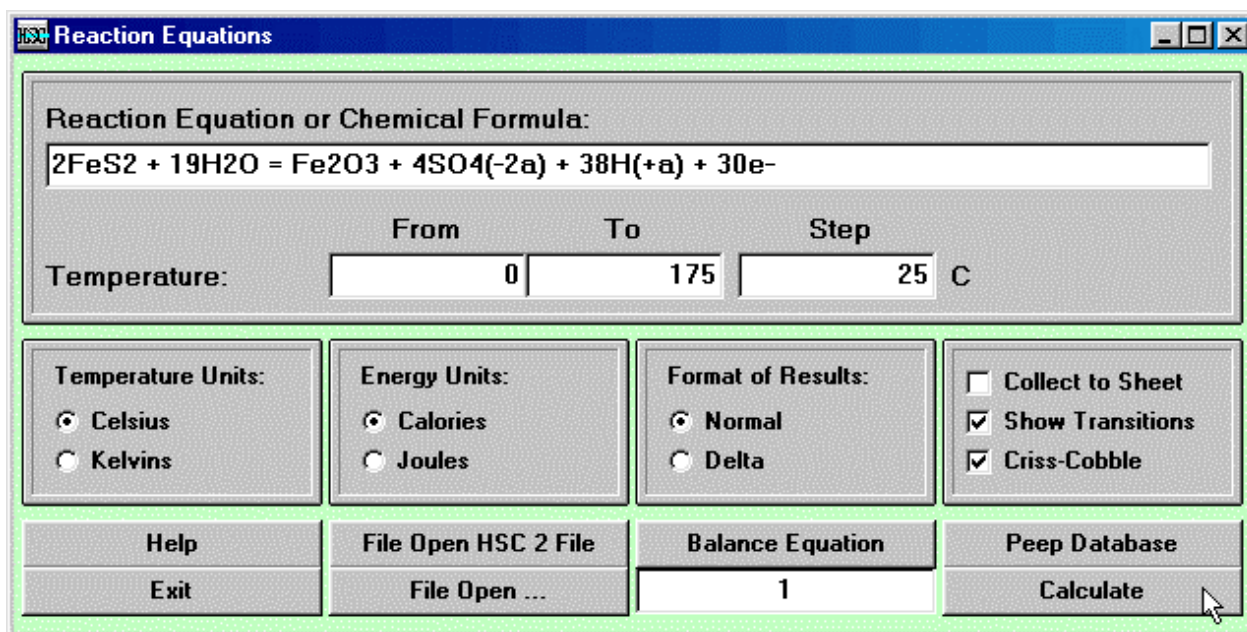 HSC Reaction Equations
Reaction Equation or Chemical Formula:
2FeS2 + 19H2O = Fe2O3 + 4SO4(-2a) + 38H(+a) + 30e-
From To Step
Temperature: 0 175 25 C
Temperature Units: Energy Units: Format of Results: Collect to Sheet
Celsius Calories Normal Show Transitions
Kelvins Joules Delta Criss-Cobble
Help File Open HSC 2 File Balance Equation Peep Database
Exit File Open ... 1 Calculate